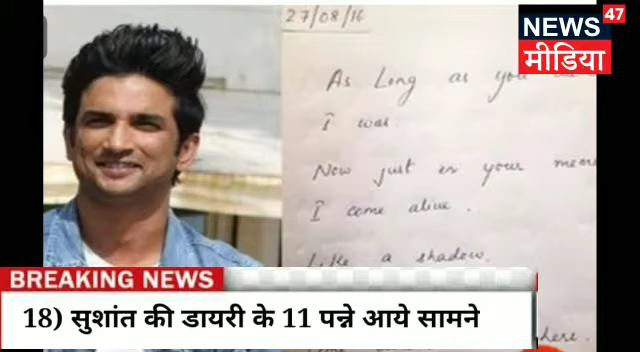 27/08/16
NEWS 47
मीडिया
As Long as you
I was.
Now just in your
I come alive.
Like a shadow.
here.
BREAKING NEWS
18) सुशांत की डायरी के 11 पन्ने आये सामने